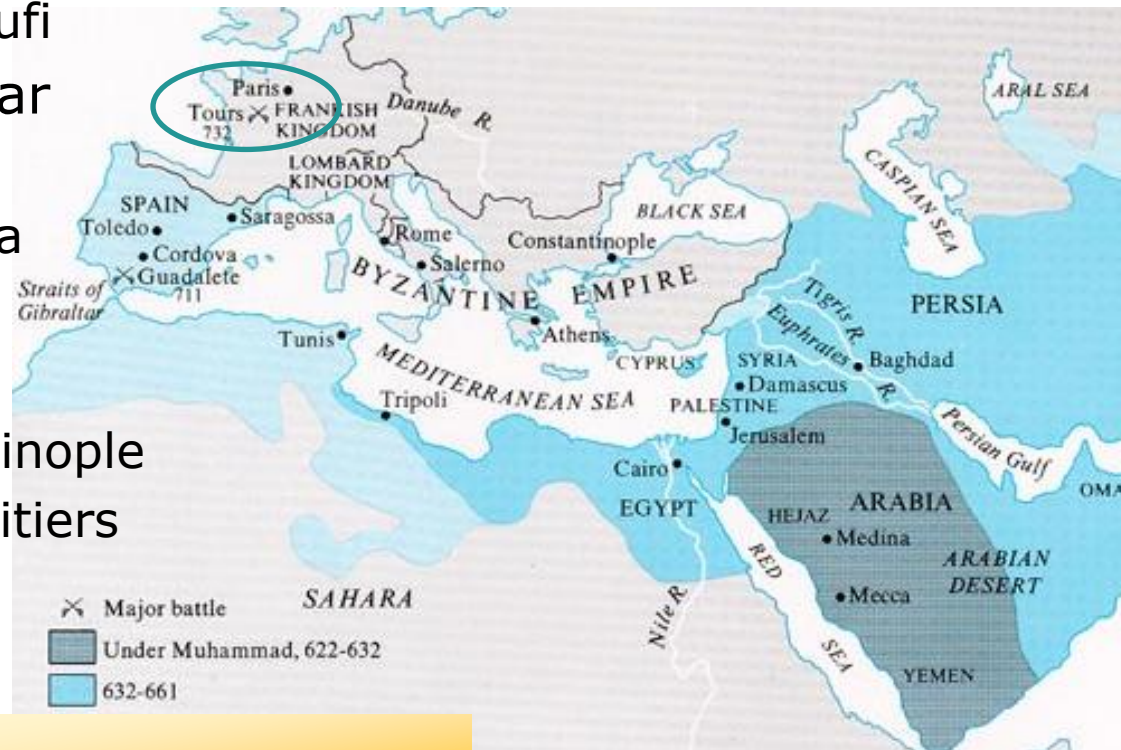 ufi
ar
a
inople
itiers
Paris
Tours
732
FRANKISH
KINGDOM
Danube R.
LOMBARD
KINGDOM
ARAL SEA
CASPIAN SEA
BLACK SEA
SPAIN
Toledo
Saragossa
Cordova
Guadalete
711
Straits of
Gibraltar
Rome
Salerno
Constantinople
BYZANTINE EMPIRE
Athens
Tunis
MEDITERRANEAN SEA
Tripoli
CYPRUS
SYRIA
Damascus
PALESTINE
Jerusalem
Tigris R.
Euphrates R.
Baghdad
PERSIA
Persian Gulf
OMA
Cairo
EGYPT
Nile R.
RED SEA
ARABIA
HEJAZ
Medina
Mecca
ARABIAN
DESERT
YEMEN
SAHARA
Major battle
Under Muhammad, 622-632
632-661